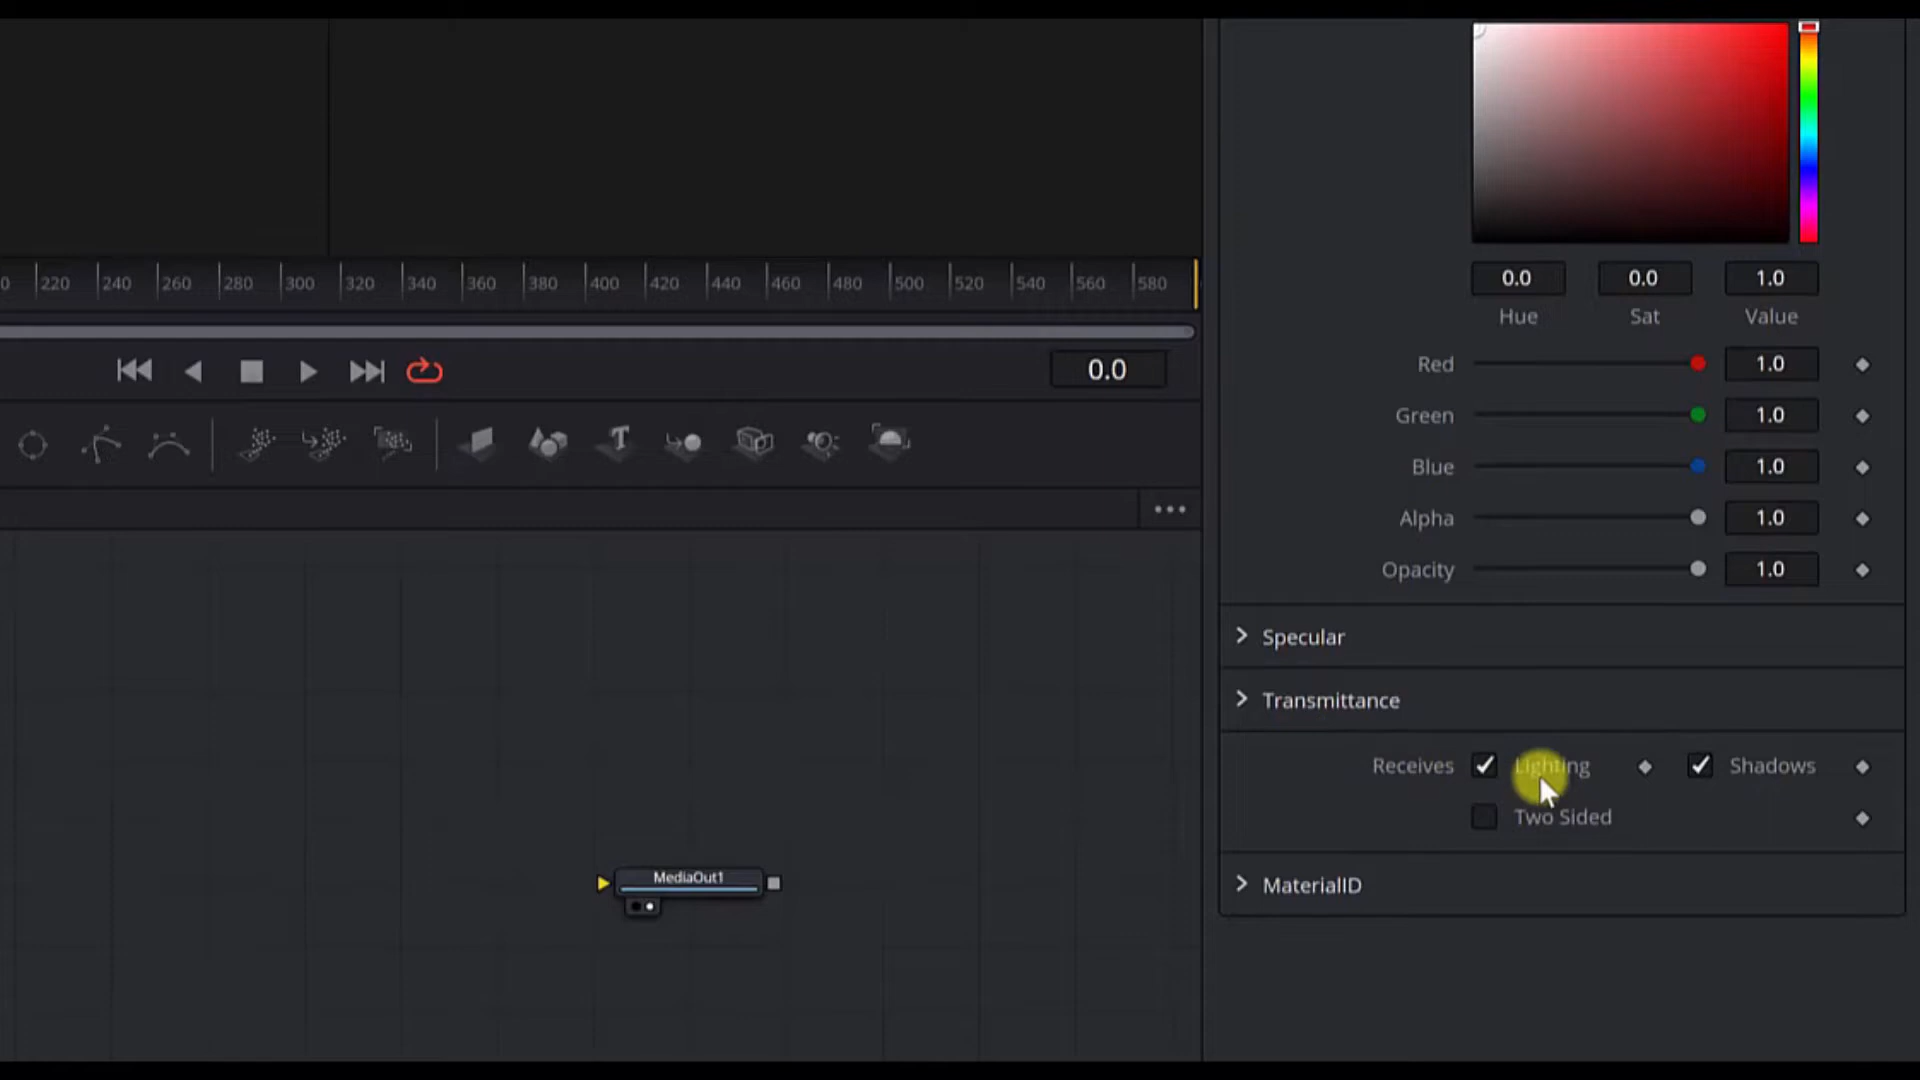 0 220 240 260 280 300 320 340 360 380 400 420 440 460 480 500 520 540 560 580
0.0
MediaOut1
0.0 0.0 1.0
Hue Sat Value
Red 1.0
Green 1.0
Blue 1.0
Alpha 1.0
Opacity 1.0
Specular
Transmittance
Receives Lighting Shadows
Two Sided
MaterialID